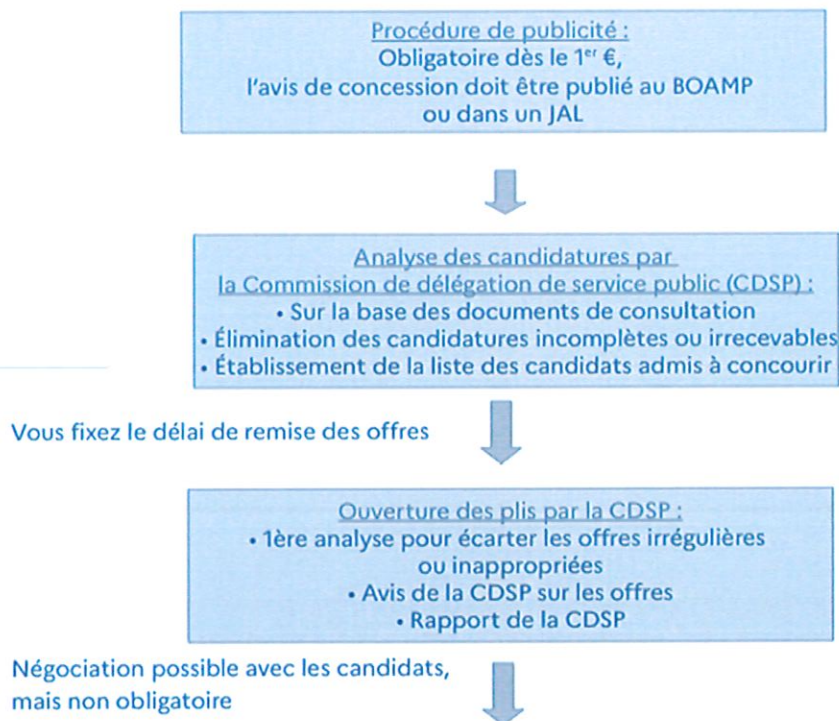 Procédure de publicité :
Obligatoire dès le 1er €,
l'avis de concession doit être publié au BOAMP
ou dans un JAL
Analyse des candidatures par
la Commission de délégation de service public (CDSP) :
• Sur la base des documents de consultation
• Élimination des candidatures incomplètes ou irrecevables
• Établissement de la liste des candidats admis à concourir
Vous fixez le délai de remise des offres
Ouverture des plis par la CDSP :
• 1ère analyse pour écarter les offres irrégulières
ou inappropriées
• Avis de la CDSP sur les offres
• Rapport de la CDSP
Négociation possible avec les candidats,
mais non obligatoire